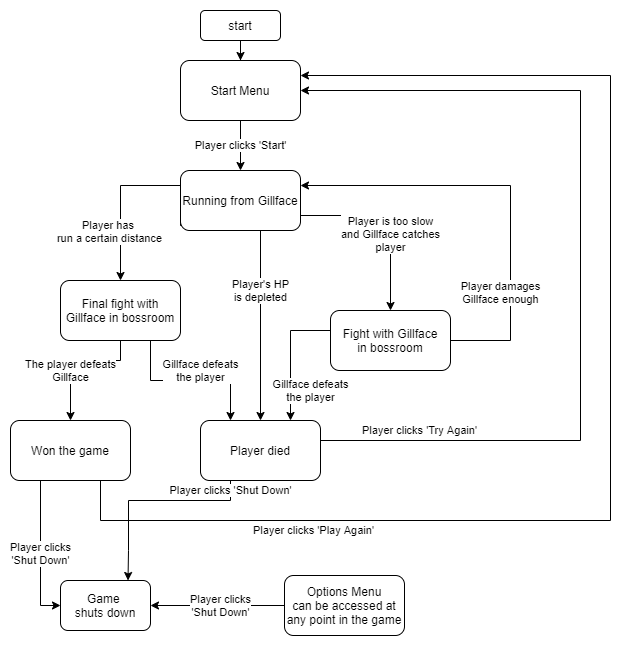 start
Start Menu
Player clicks 'Start'
Running from Gillface
Player has
run a certain distance
Player is too slow
and Gillface catches
player
Player's HP
is depleted
Player damages
Gillface enough
Final fight with
Gillface in bossroom
Fight with Gillface
in bossroom
The player defeats
Gillface
Gillface defeats
the player
Gillface defeats
the player
Won the game
Player died
Player clicks 'Try Again'
Player clicks 'Shut Down'
Player clicks 'Play Again'
Player clicks
'Shut Down'
Game
shuts down
Player clicks
'Shut Down'
Options Menu
can be accessed at
any point in the game